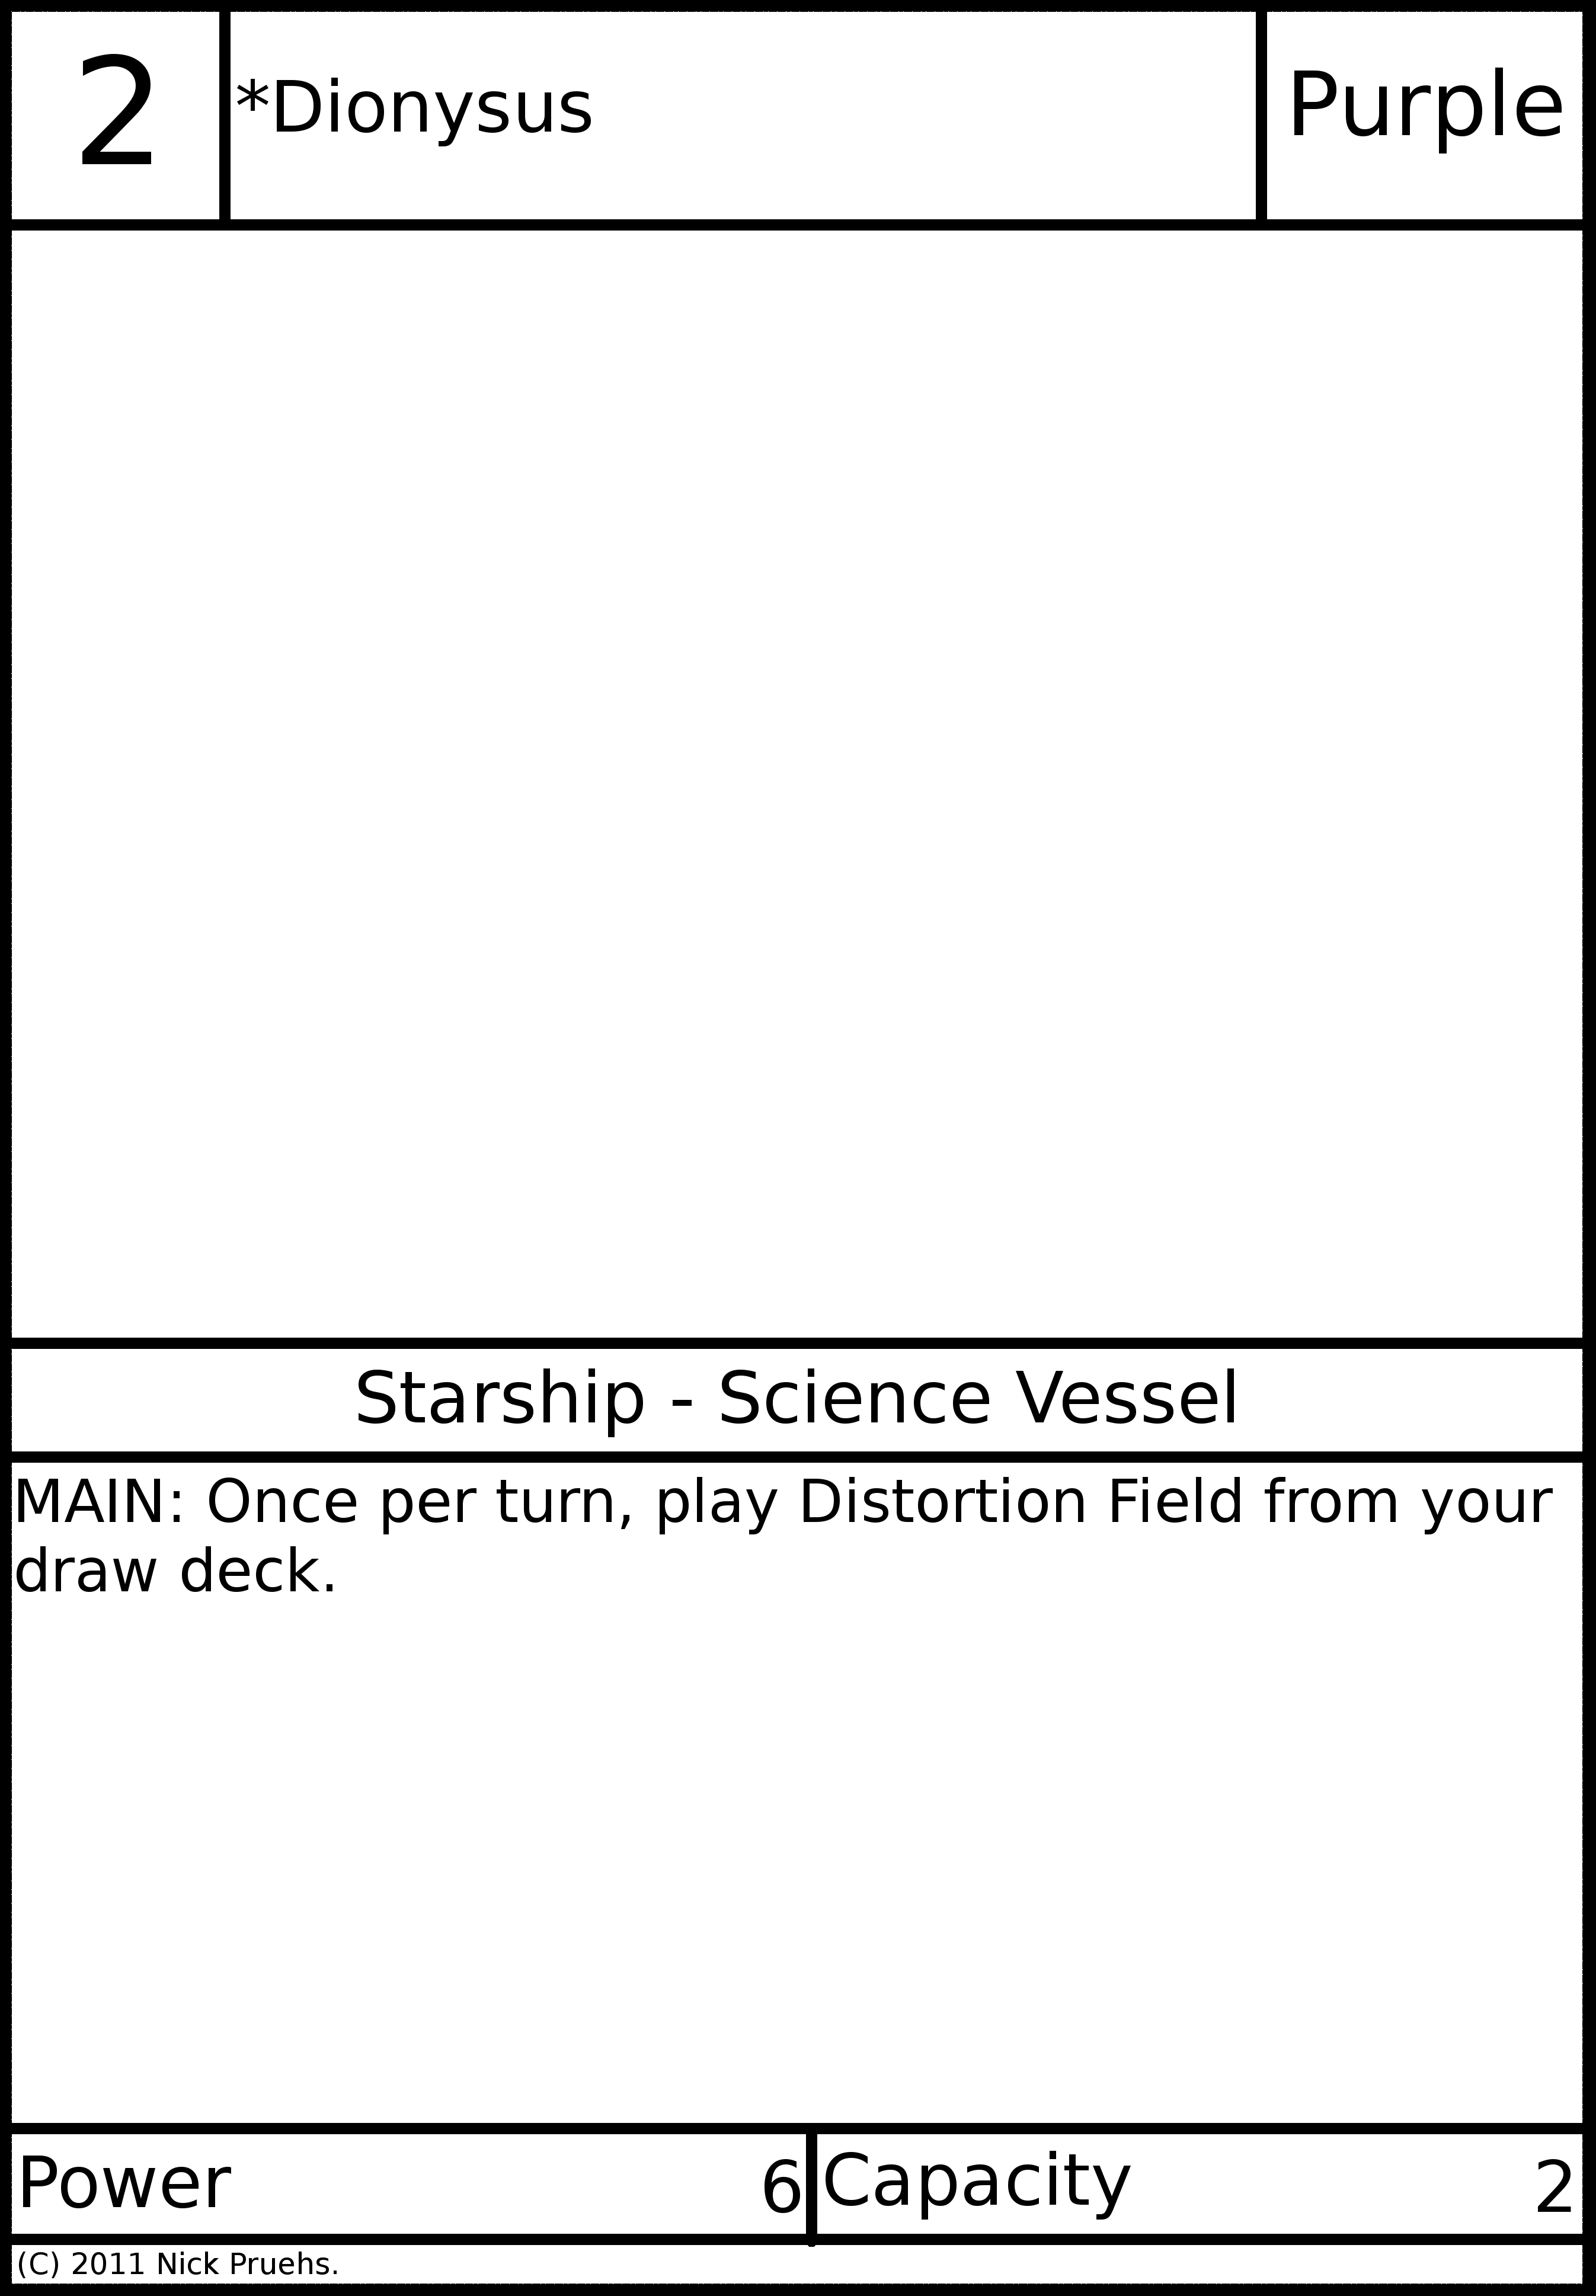 2
*Dionysus
Purple
Starship - Science Vessel
MAIN: Once per turn, play Distortion Field from your
draw deck.
Power 6
Capacity 2
(C) 2011 Nick Pruehs.